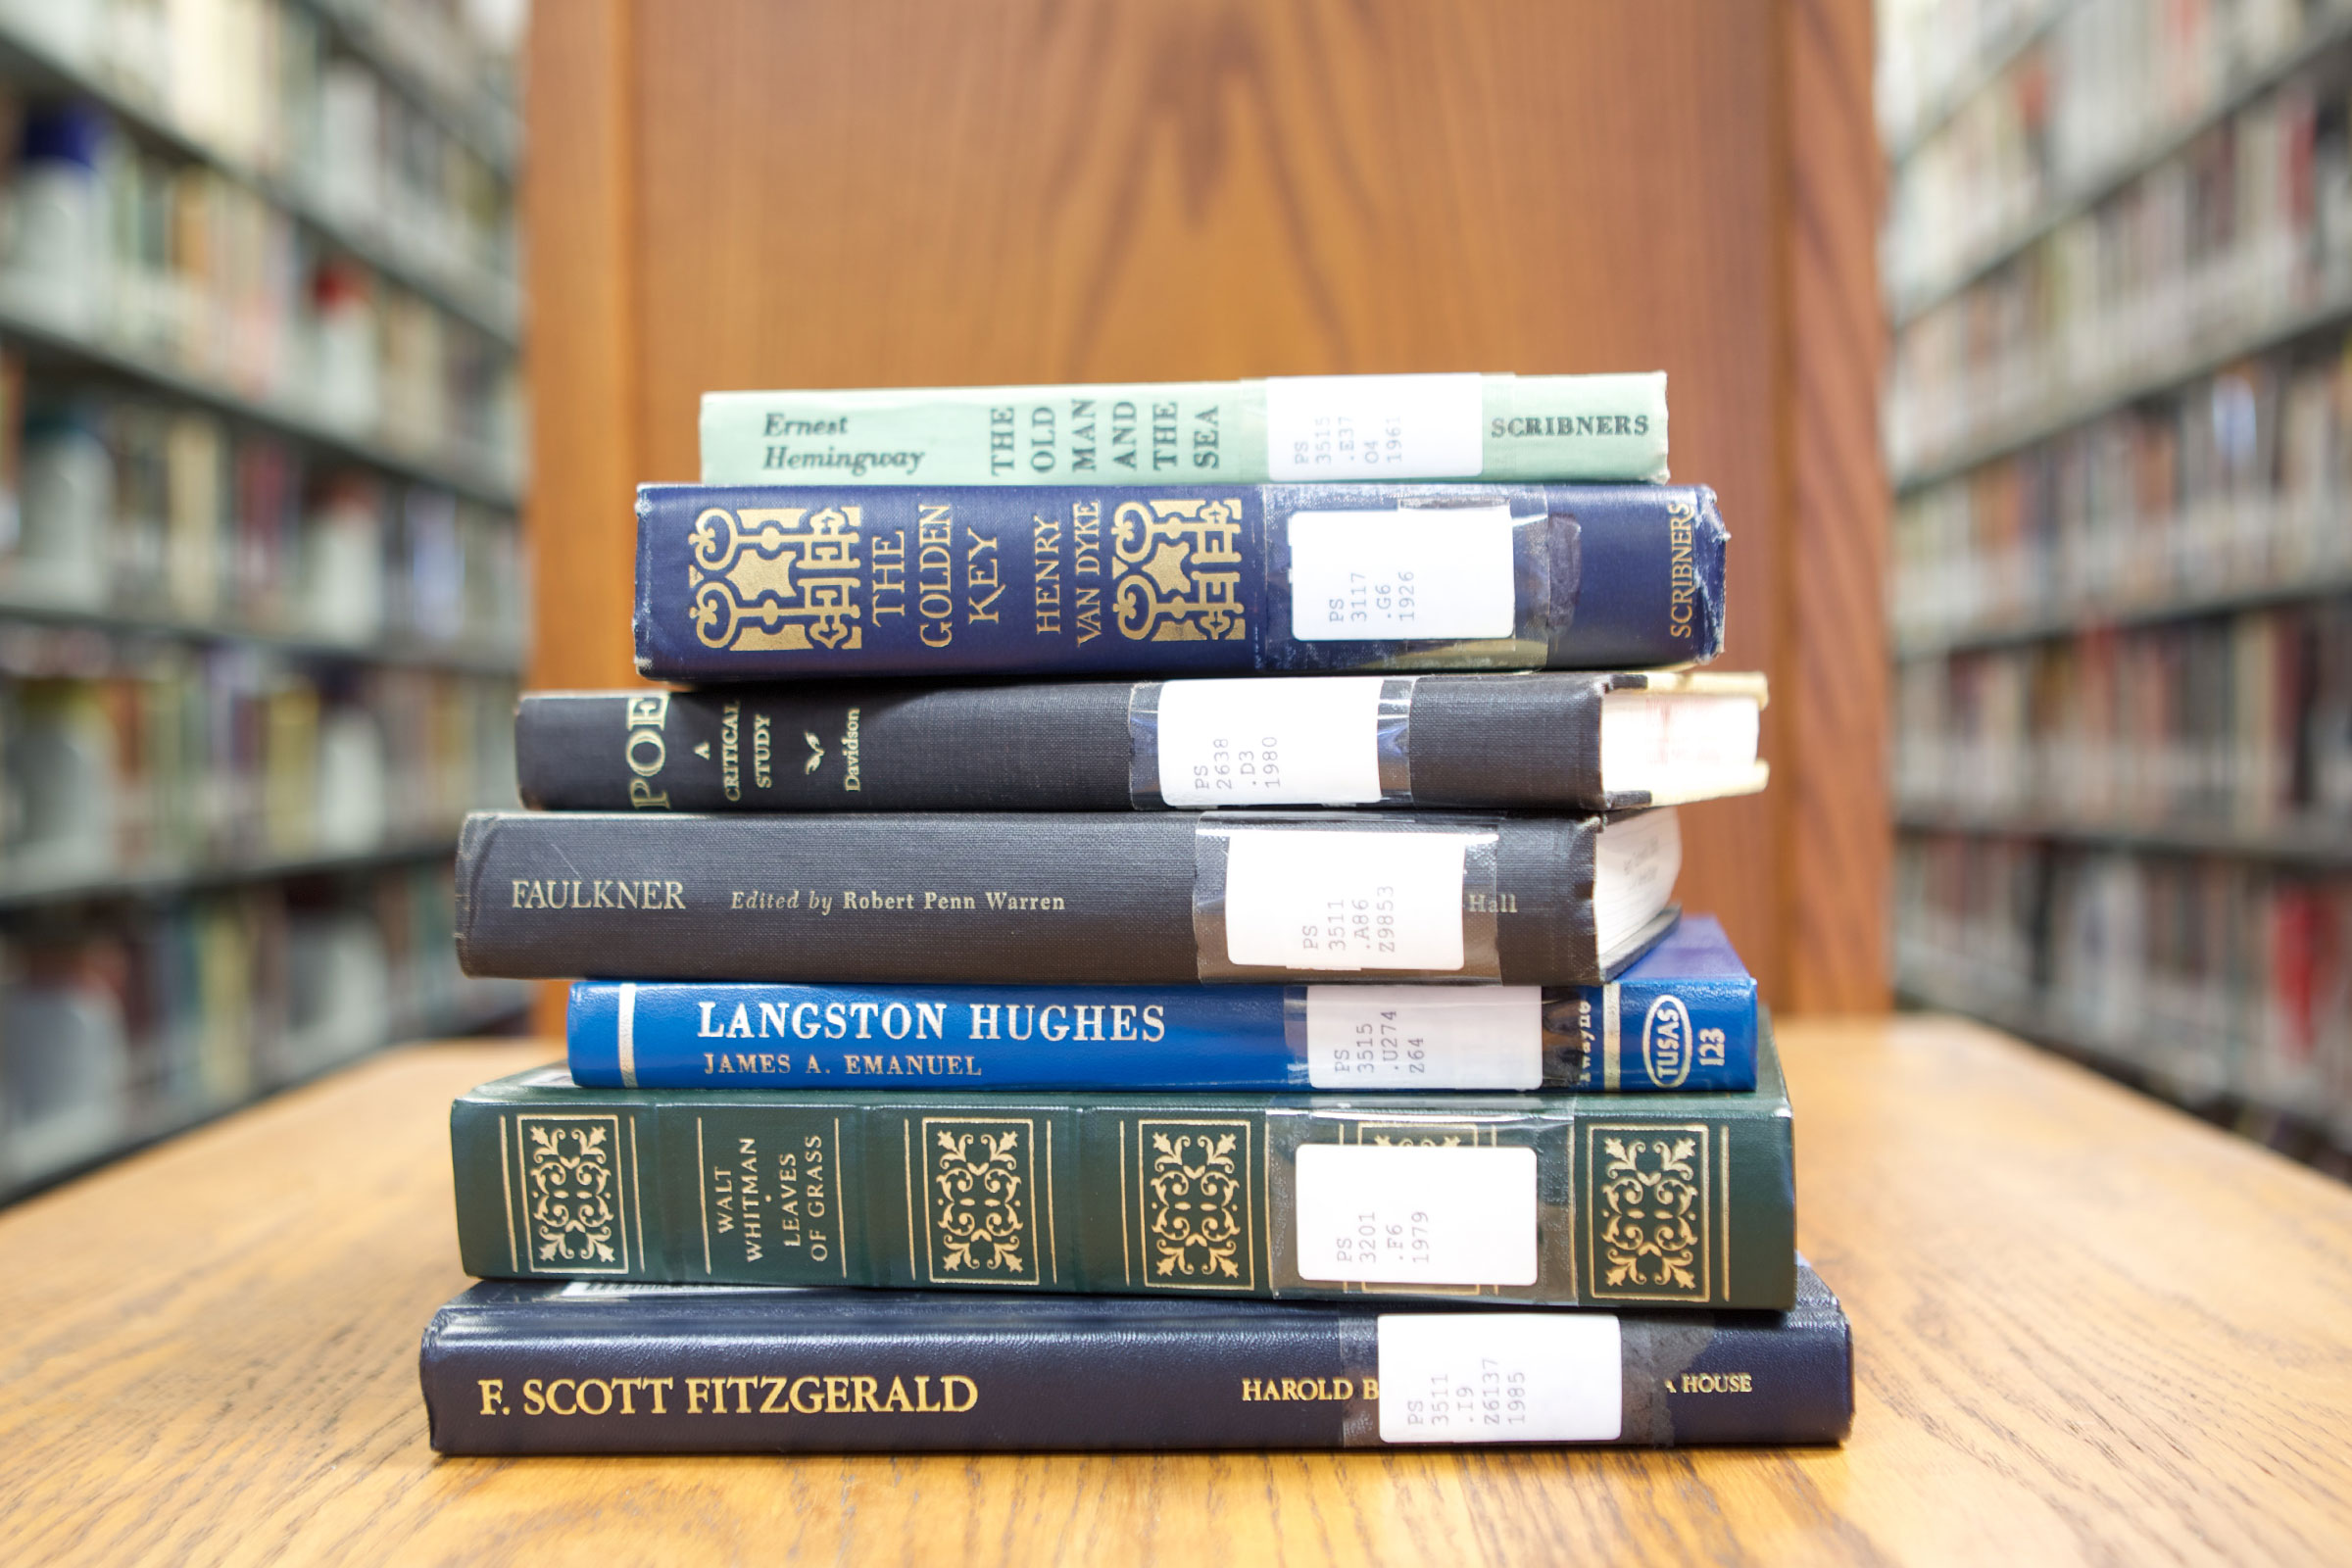 Ernest
Hemingway
THE
OLD
MAN
AND
THE
SEA
PS
3515
.E37
O4
1961
SCRIBNERS
THE
GOLDEN
KEY
HENRY
VAN DYKE
PS
3117
.G6
1926
SCRIBNERS
POE
A
CRITICAL
STUDY
Davidson
PS
2638
.D3
1980
FAULKNER
Edited by Robert Penn Warren
PS
3511
.A86
Z9853
Hall
LANGSTON HUGHES
JAMES A. EMANUEL
PS
3515
.U274
Z64
TUSAS
123
WALT
WHITMAN
LEAVES
OF GRASS
PS
3201
.F6
1979
F. SCOTT FITZGERALD
HAROLD B
PS
3511
.I9
Z6137
1985
A HOUSE